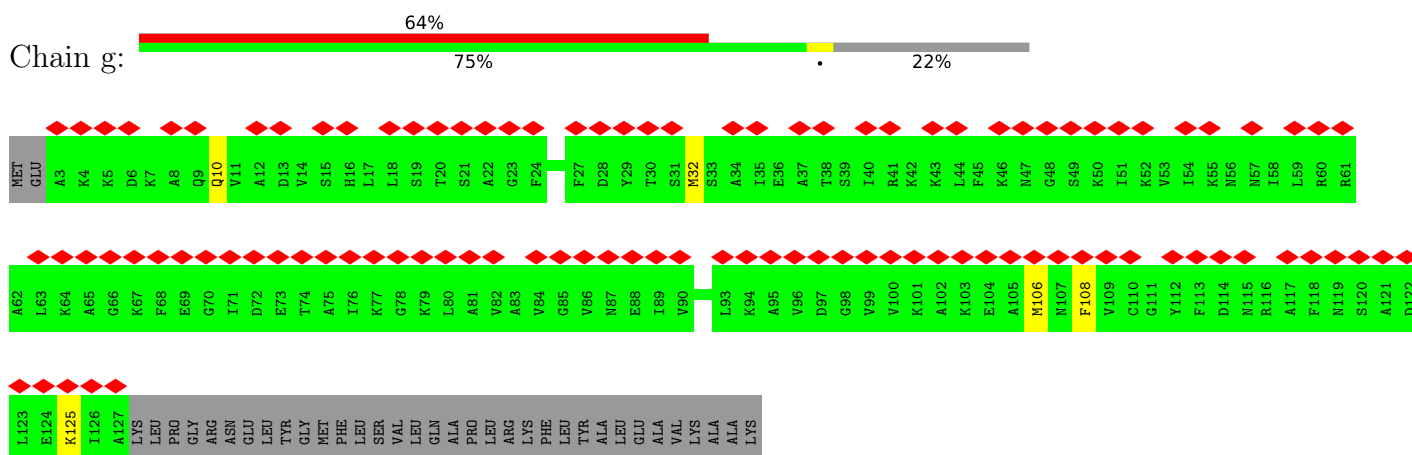 64%
Chain g:
75% • 22%
MET GLU A3 K4 K5 D6 K7 A8 Q9 Q10 V11 A12 D13 V14 S15 H16 L17 L18 S19 T20 S21 A22 G23 F24 F27 D28 Y29 T30 S31 M32 S33 A34 I35 E36 A37 T38 S39 I40 R41 K42 K43 L44 F45 K46 N47 G48 S49 K50 I51 K52 V53 I54 K55 N56 N57 I58 L59 R60 R61
A62 L63 K64 A65 G66 K67 F68 E69 G70 I71 D72 E73 T74 A75 I76 K77 G78 K79 L80 A81 V82 A83 V84 G85 V86 N87 E88 I89 V90 L93 K94 A95 V96 D97 G98 V99 V100 K101 A102 K103 E104 A105 M106 N107 F108 V109 C110 G111 Y112 F113 D114 N115 R116 A117 F118 N119 S120 A121 D122
L123 E124 K125 I126 A127 LYS LEU PRO GLY ARG ASN GLU LEU TYR GLY MET PHE LEU SER VAL LEU GLN ALA PRO LEU ARG LYS PHE LEU TYR ALA LEU GLU ALA VAL LYS ALA ALA LYS